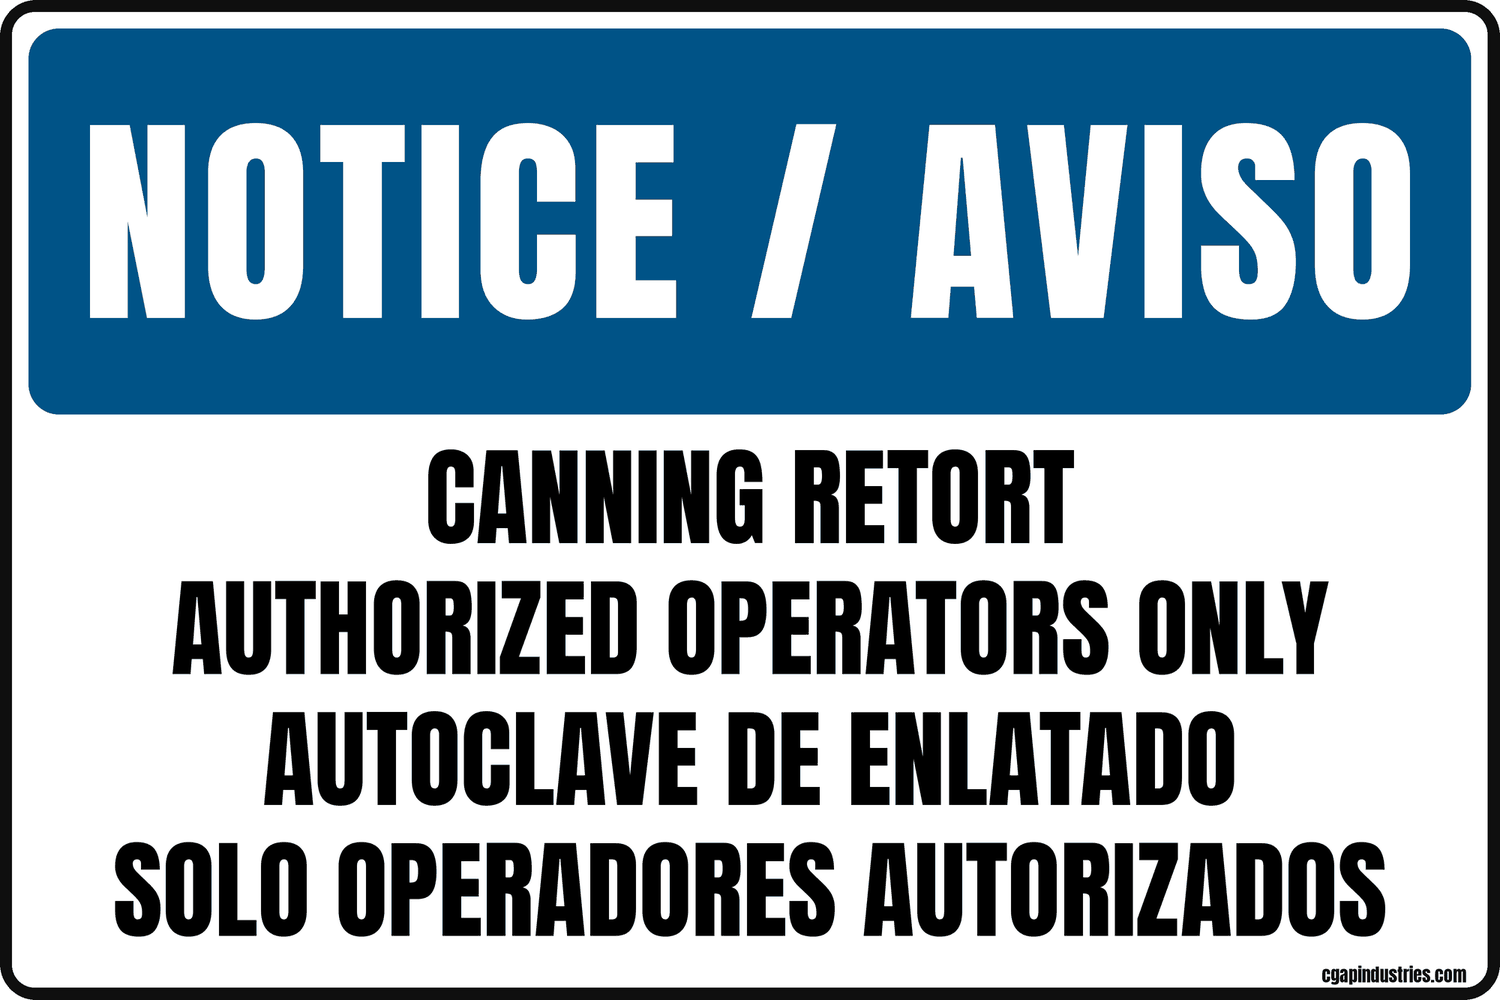 NOTICE / AVISO
CANNING RETORT
AUTHORIZED OPERATORS ONLY
AUTOCLAVE DE ENLATADO
SOLO OPERADORES AUTORIZADOS
cgapindustries.com